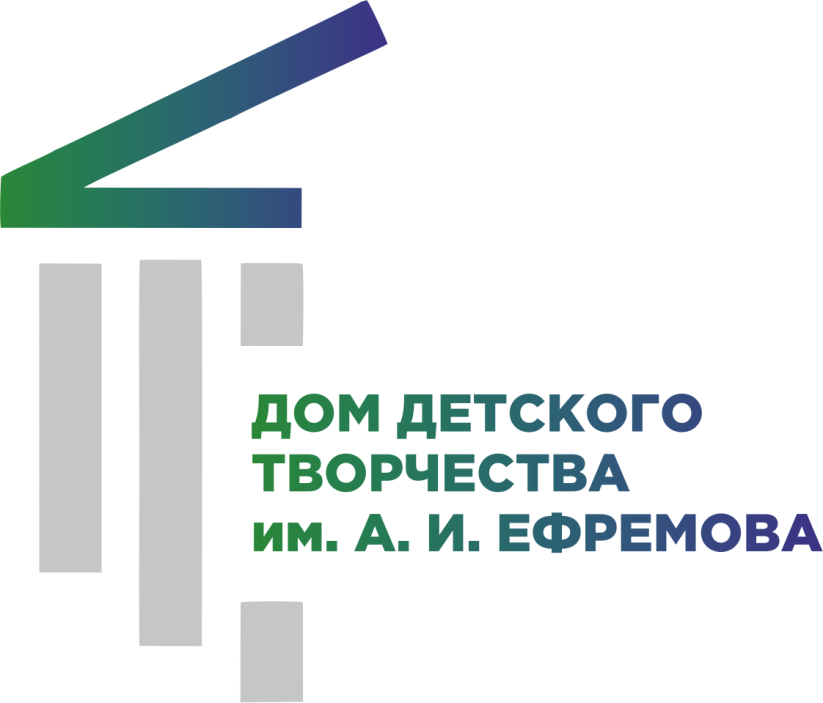 ДОМ ДЕТСКОГО
ТВОРЧЕСТВА
им. А. И. ЕФРЕМОВА